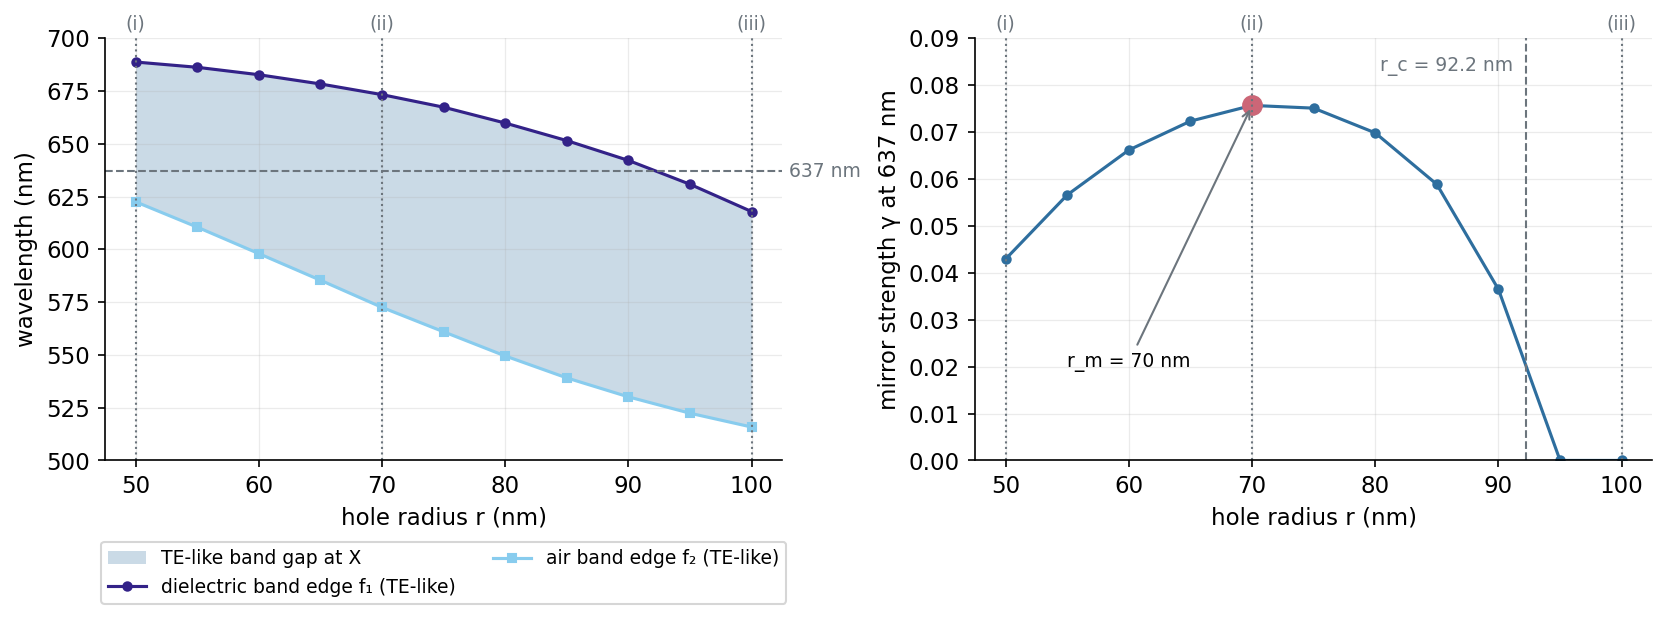 (i) (ii) (iii)
700
675
650
625
600
575
550
525
500
wavelength (nm)
637 nm
50 60 70 80 90 100
hole radius r (nm)
TE-like band gap at X
dielectric band edge f₁ (TE-like)
air band edge f₂ (TE-like)
(i) (ii) (iii)
0.09
0.08
0.07
0.06
0.05
0.04
0.03
0.02
0.01
0.00
mirror strength γ at 637 nm
r_c = 92.2 nm
r_m = 70 nm
50 60 70 80 90 100
hole radius r (nm)